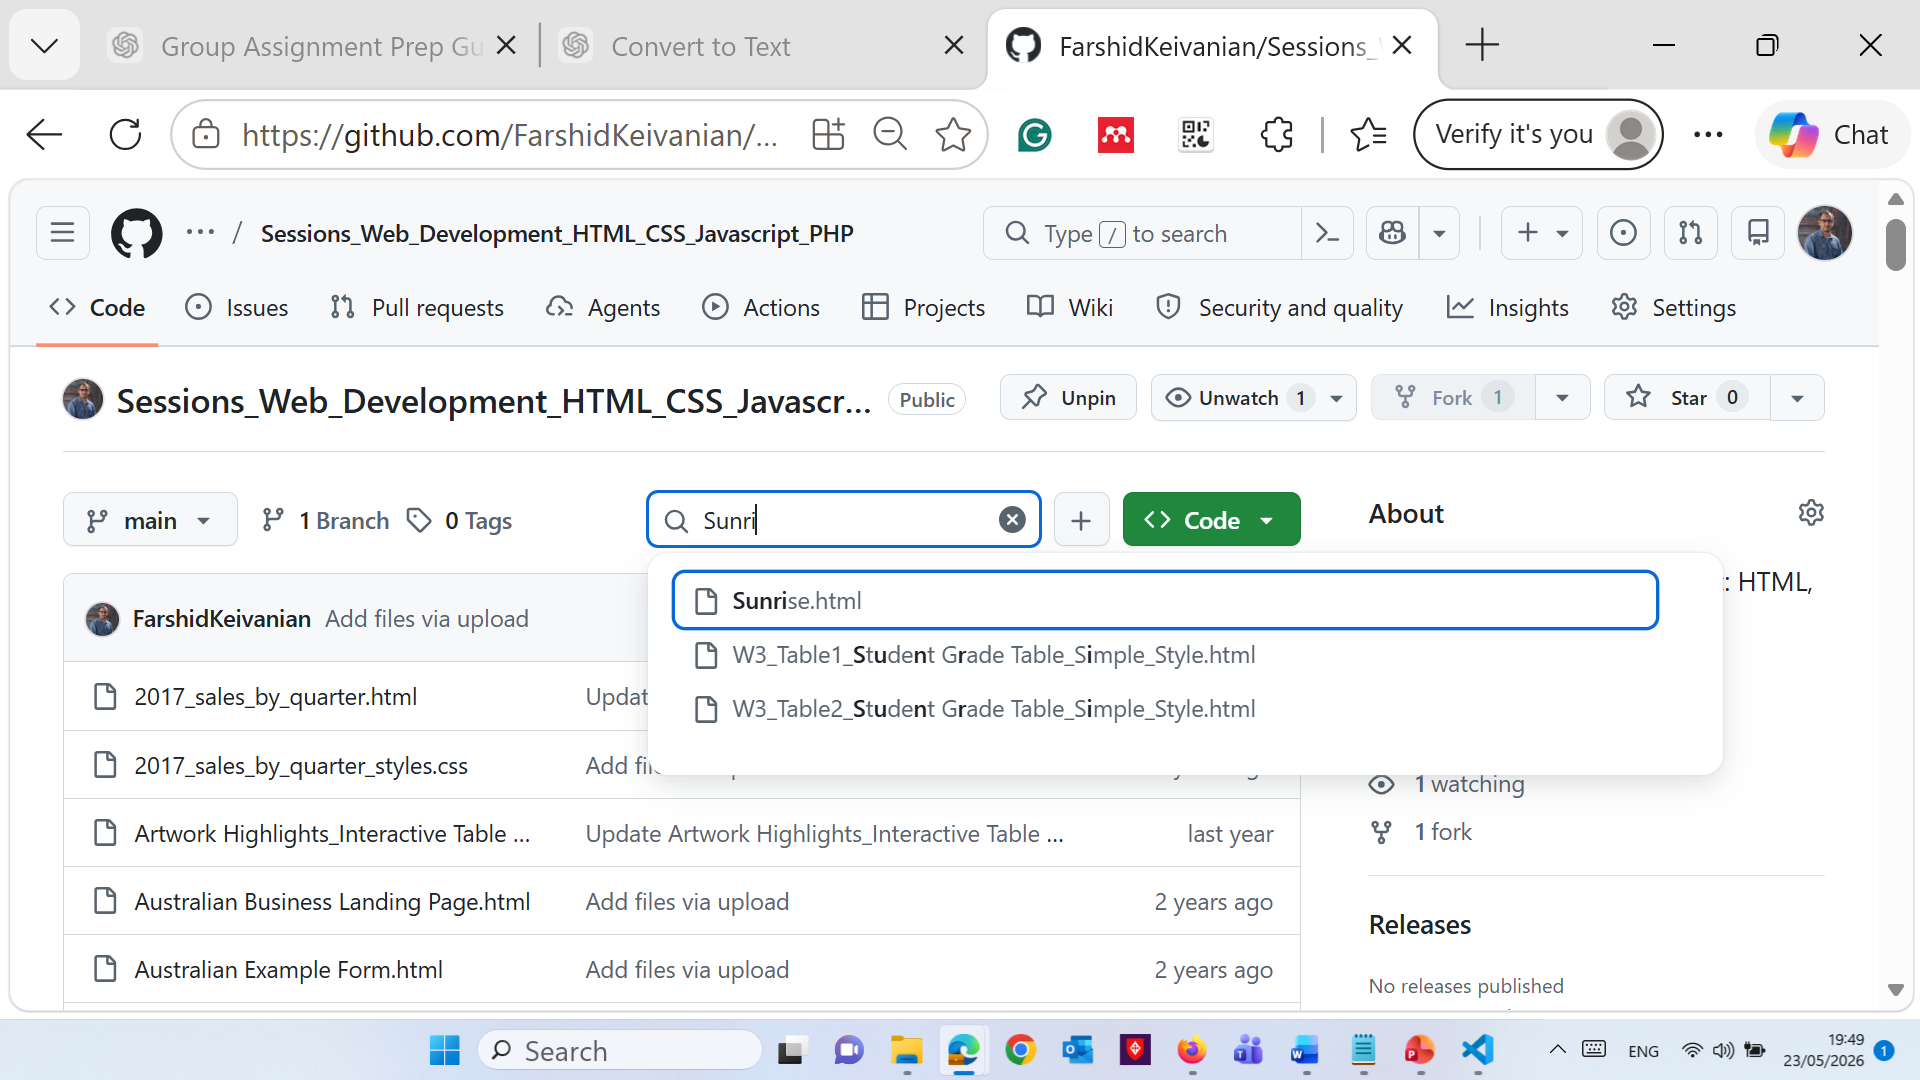 Group Assignment Prep Gu
Convert to Text
FarshidKeivanian/Sessions_
https://github.com/FarshidKeivanian/...
Verify it's you
Chat
Sessions_Web_Development_HTML_CSS_Javascript_PHP
Type / to search
Code
Issues
Pull requests
Agents
Actions
Projects
Wiki
Security and quality
Insights
Settings
Sessions_Web_Development_HTML_CSS_Javascr...
Public
Unpin
Unwatch 1
Fork 1
Star 0
main
1 Branch
0 Tags
Sunri
Code
About
: HTML,
Sunrise.html
W3_Table1_Student Grade Table_Simple_Style.html
W3_Table2_Student Grade Table_Simple_Style.html
FarshidKeivanian Add files via upload
2017_sales_by_quarter.html
Updat
2017_sales_by_quarter_styles.css
Add fil
1 watching
Artwork Highlights_Interactive Table ...
Update Artwork Highlights_Interactive Table ...
last year
1 fork
Australian Business Landing Page.html
Add files via upload
2 years ago
Releases
Australian Example Form.html
Add files via upload
2 years ago
No releases published
Search
ENG
19:49
23/05/2026
1